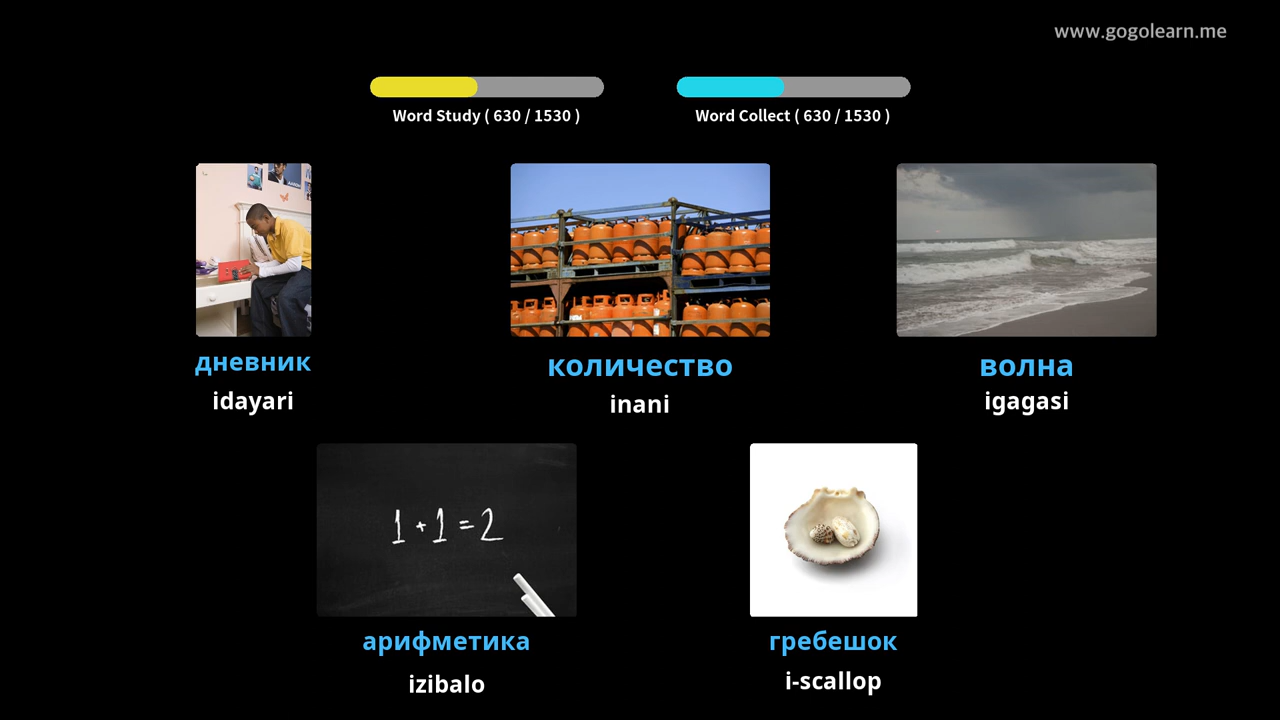 www.gogolearn.me
Word Study ( 630 / 1530 )
Word Collect ( 630 / 1530 )
дневник
idayari
количество
inani
волна
igagasi
1 + 1 = 2
арифметика
izibalo
гребешок
i-scallop